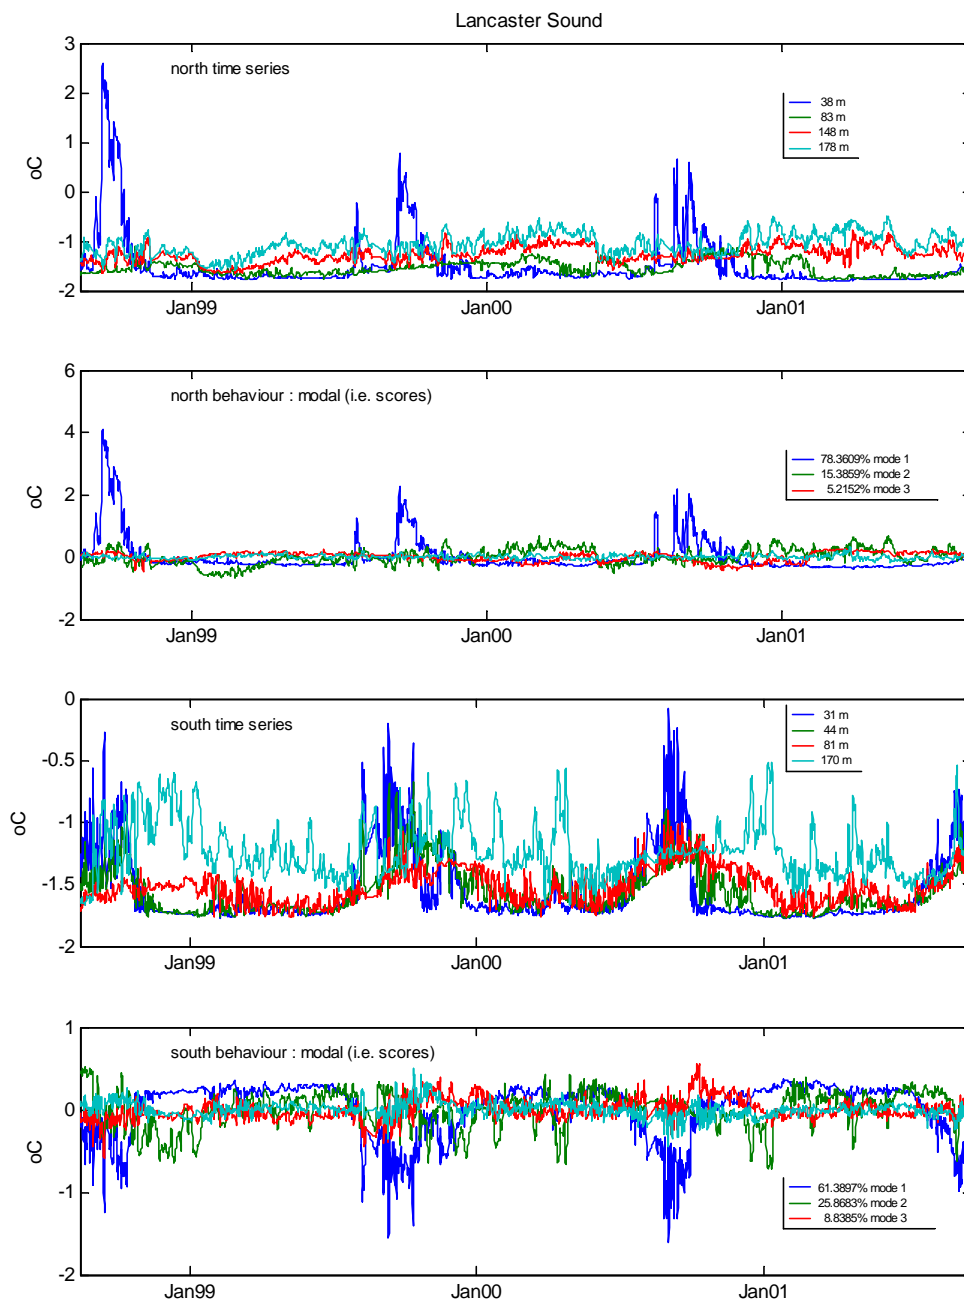 Lancaster Sound
3
north time series
38 m
83 m
148 m
178 m
2
1
0
-1
-2
oC
Jan99
Jan00
Jan01
6
north behaviour : modal (i.e. scores)
78.3609% mode 1
15.3859% mode 2
5.2152% mode 3
4
2
0
-2
oC
Jan99
Jan00
Jan01
0
south time series
31 m
44 m
81 m
170 m
-0.5
-1
-1.5
-2
oC
Jan99
Jan00
Jan01
1
south behaviour : modal (i.e. scores)
0
-1
-2
oC
61.3897% mode 1
25.8683% mode 2
8.8385% mode 3
Jan99
Jan00
Jan01